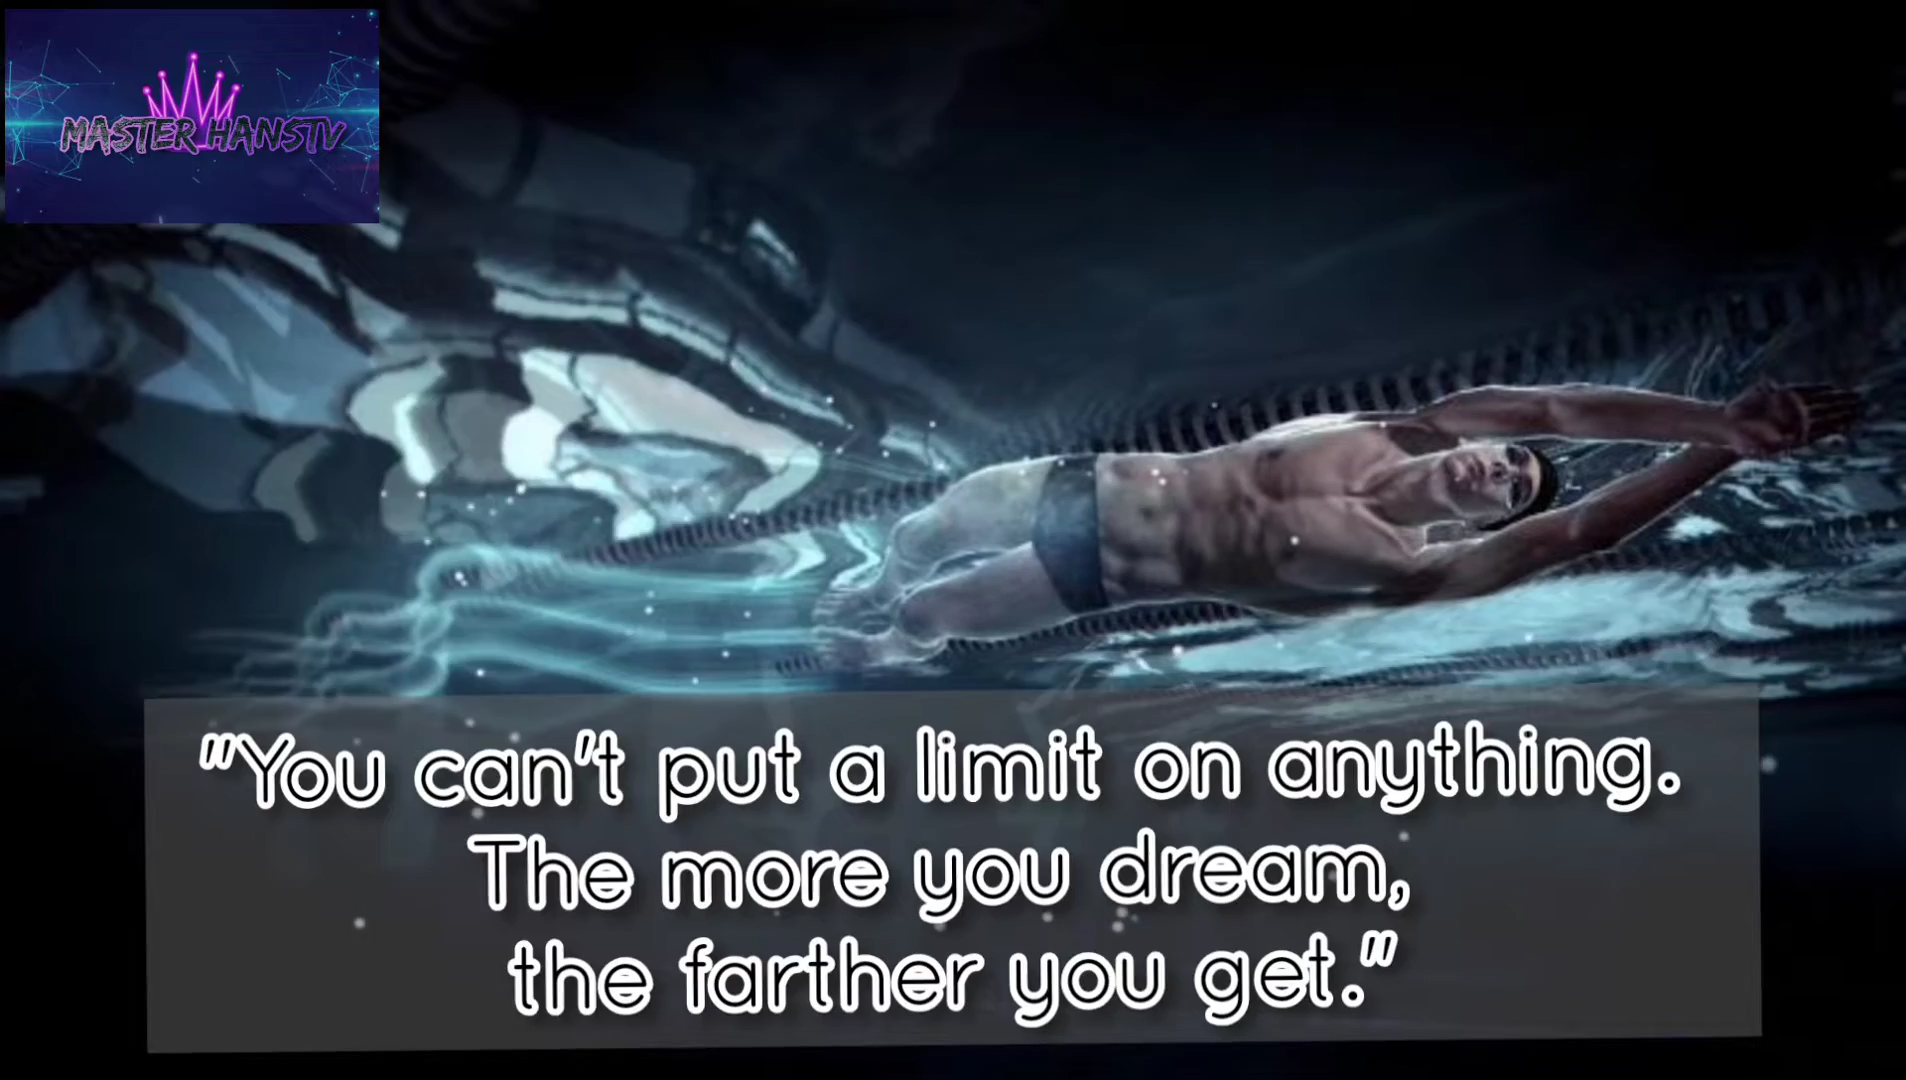 MASTER HANSTV
"You can't put a limit on anything.
The more you dream,
the farther you get."